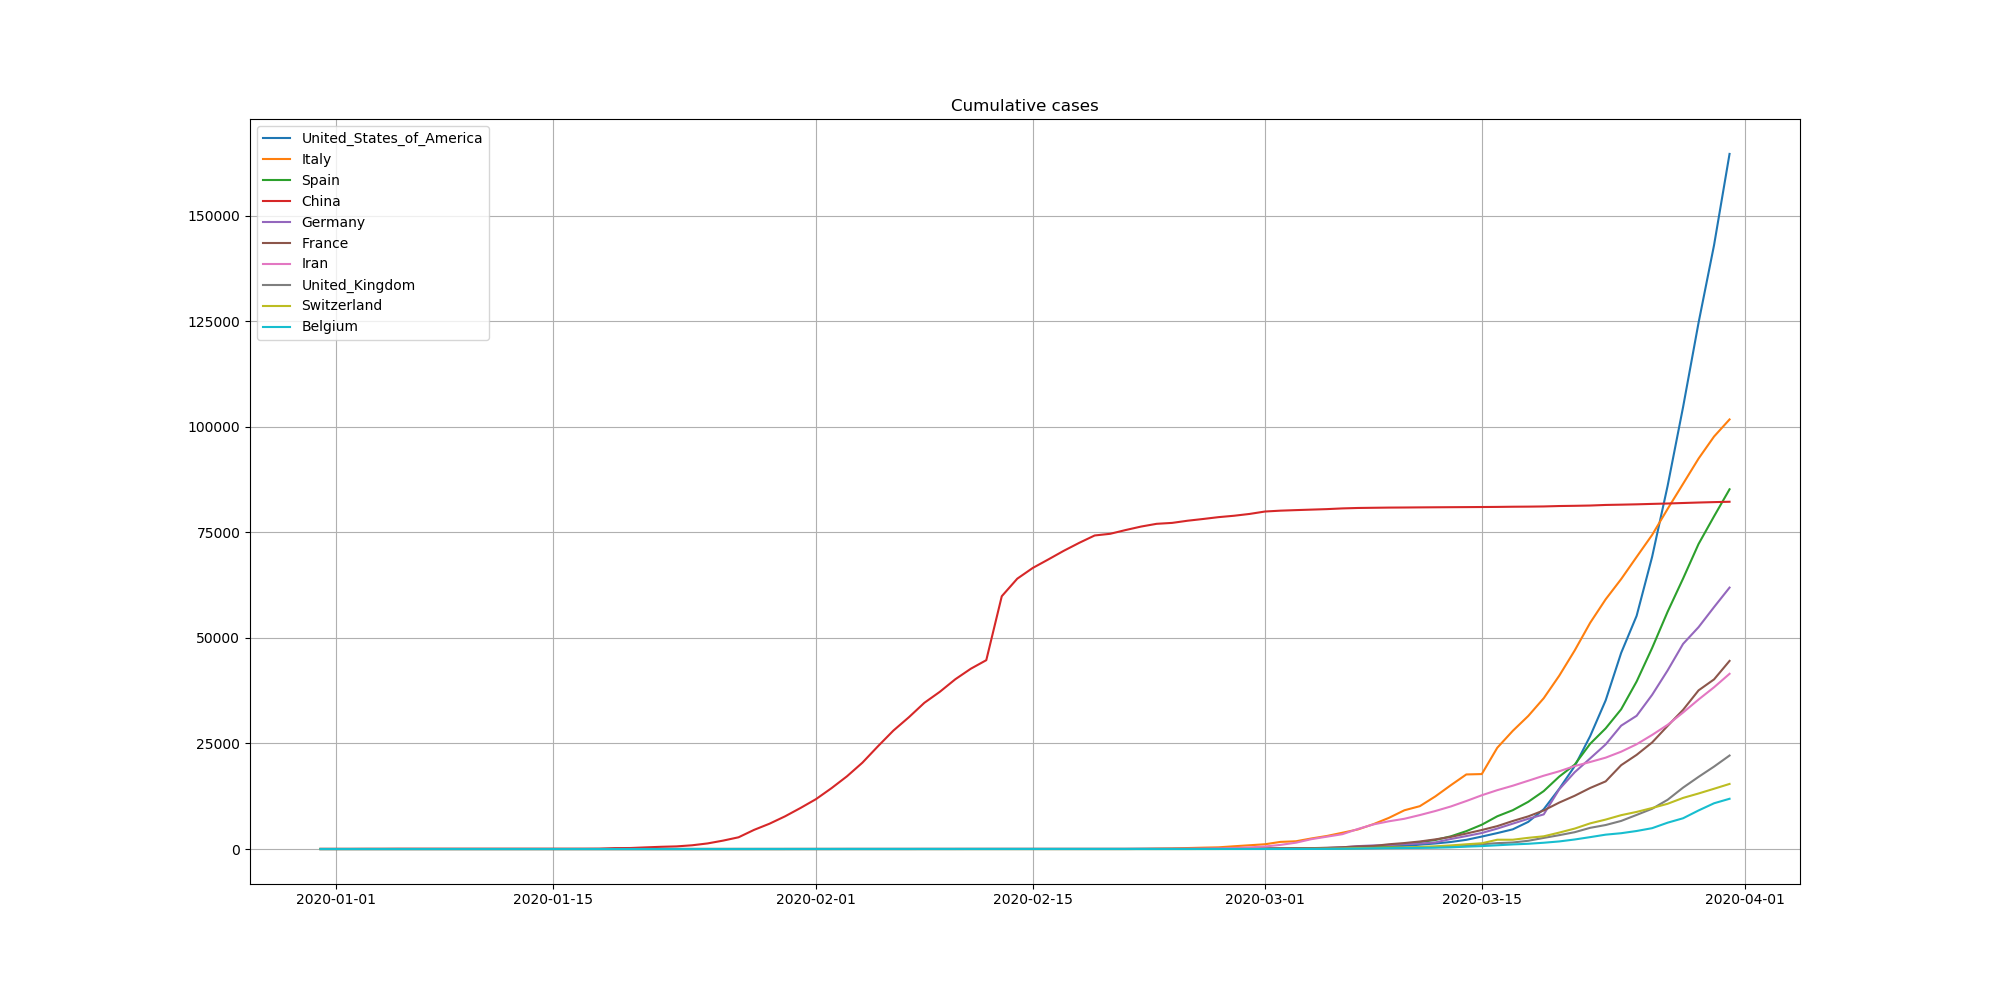 Cumulative cases
United_States_of_America
Italy
Spain
China
Germany
France
Iran
United_Kingdom
Switzerland
Belgium
150000
125000
100000
75000
50000
25000
0
2020-01-01 2020-01-15 2020-02-01 2020-02-15 2020-03-01 2020-03-15 2020-04-01